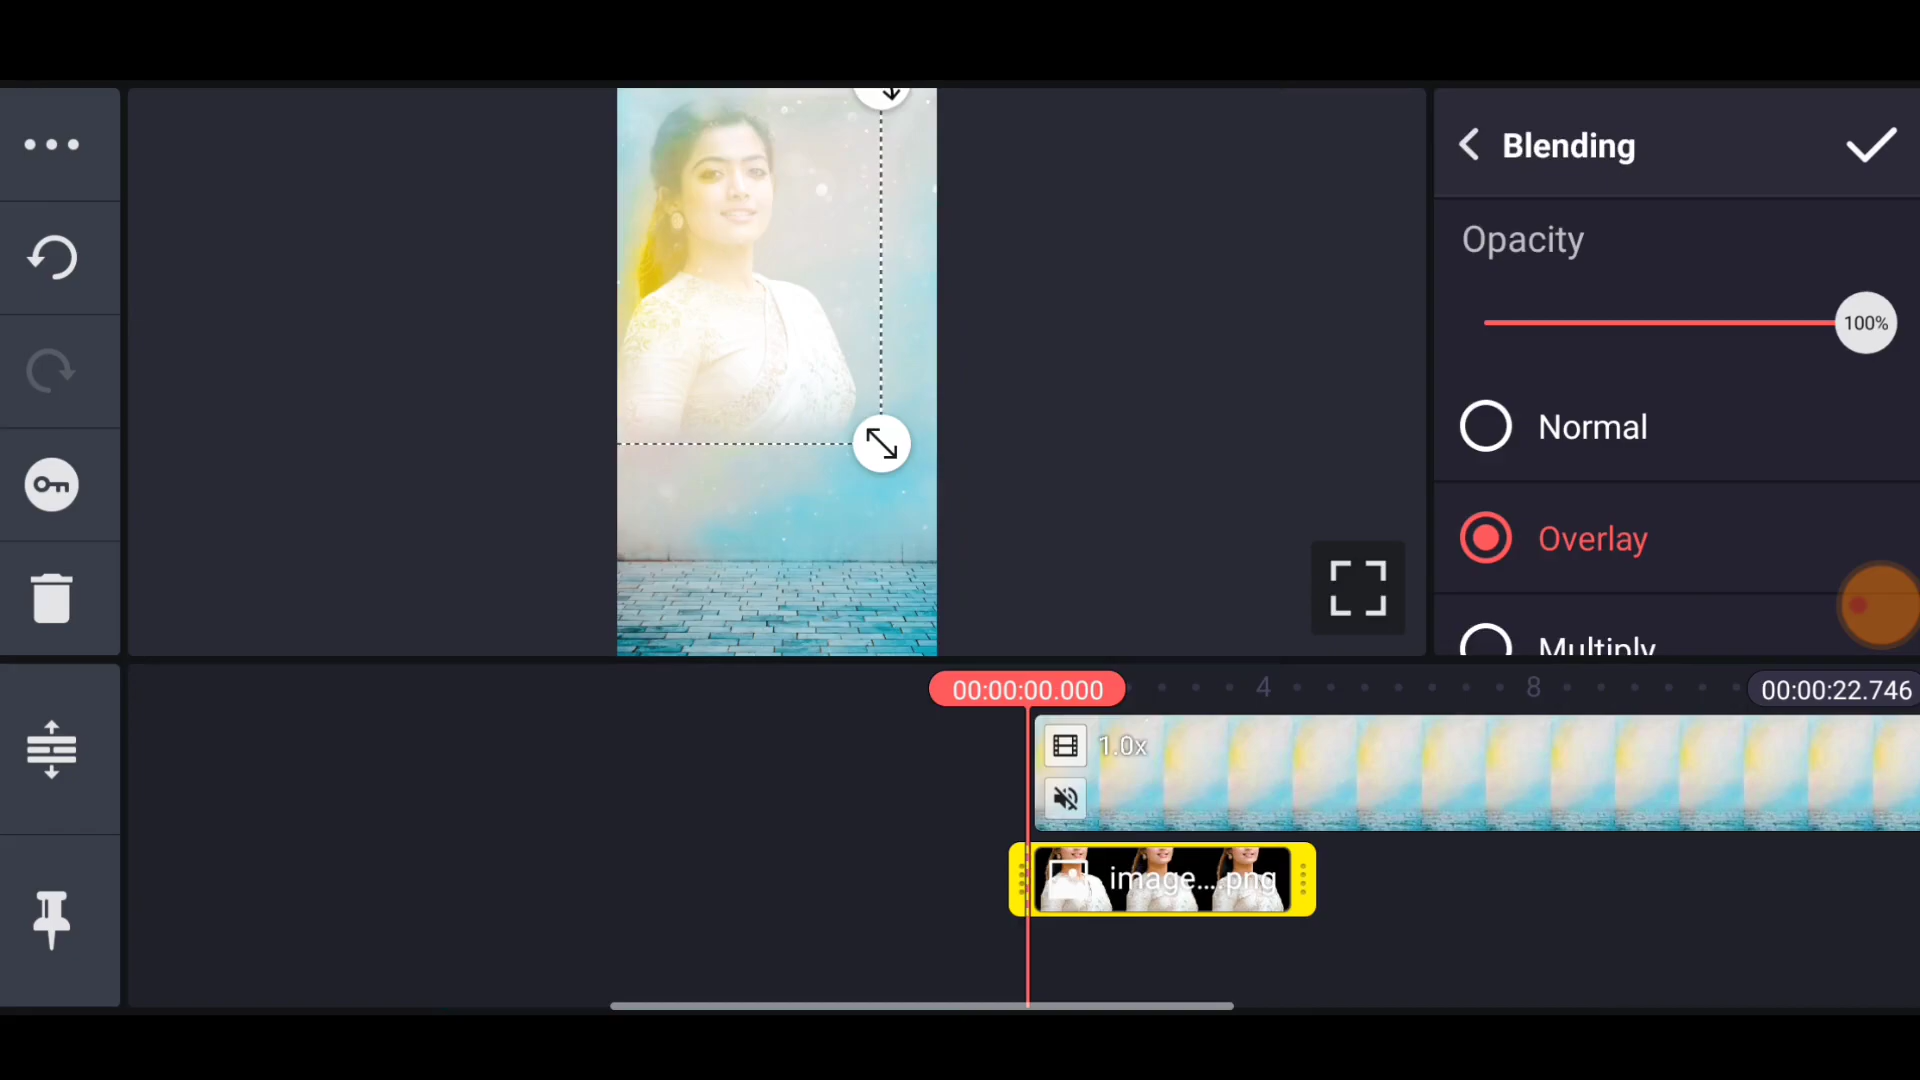 Blending
Opacity
100%
Normal
Overlay
Multiply
00:00:00.000
4
8
00:00:22.746
1.0x
image....png